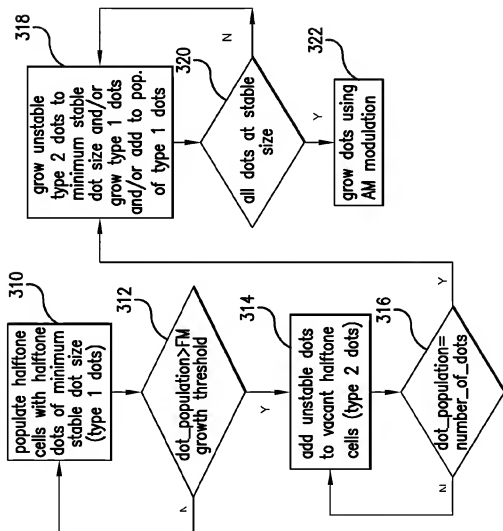 310
populate halftone
cells with halftone
dots of minimum
stable dot size
(type 1 dots)
312
dot_population>FM
growth threshold
N
Y
314
add unstable dots
to vacant halftone
cells (type 2 dots)
316
dot_population=
number_of_dots
N
Y
318
grow unstable
type 2 dots to
minimum stable
dot size and/or
grow type 1 dots
and/or add to pop.
of type 1 dots
320
all dots at stable
size
N
Y
322
grow dots using
AM modulation